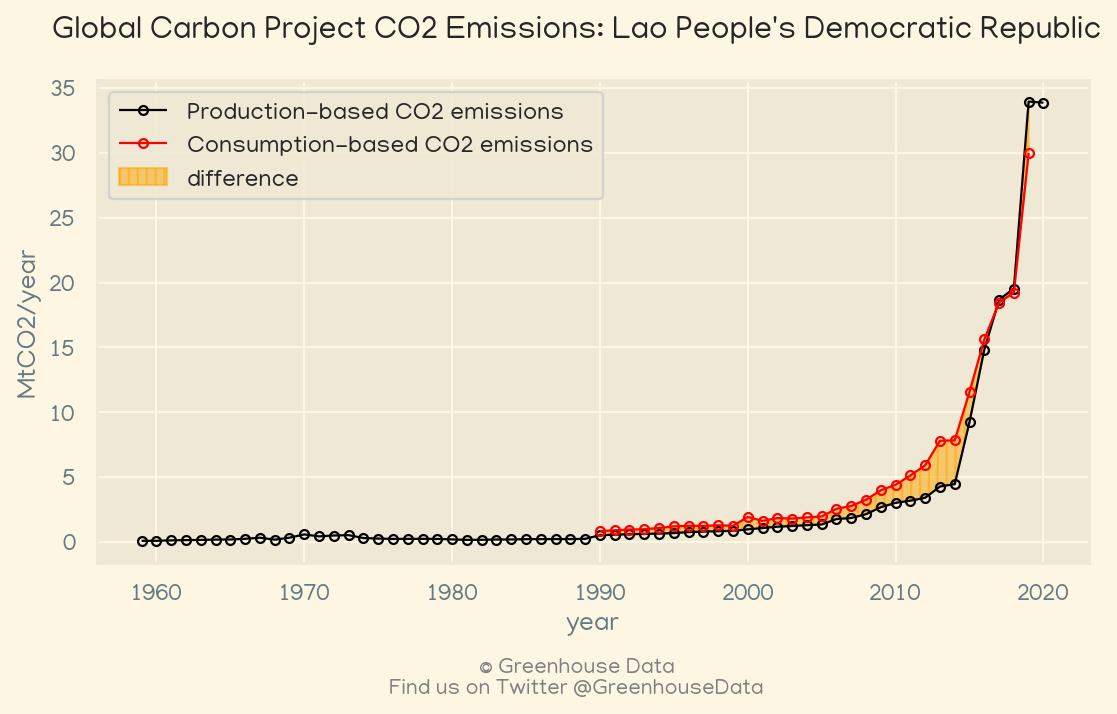 Global Carbon Project CO2 Emissions: Lao People's Democratic Republic
Production-based CO2 emissions
Consumption-based CO2 emissions
difference
MtCO2/year
35
30
25
20
15
10
5
0
1960 1970 1980 1990 2000 2010 2020
year
© Greenhouse Data
Find us on Twitter @GreenhouseData